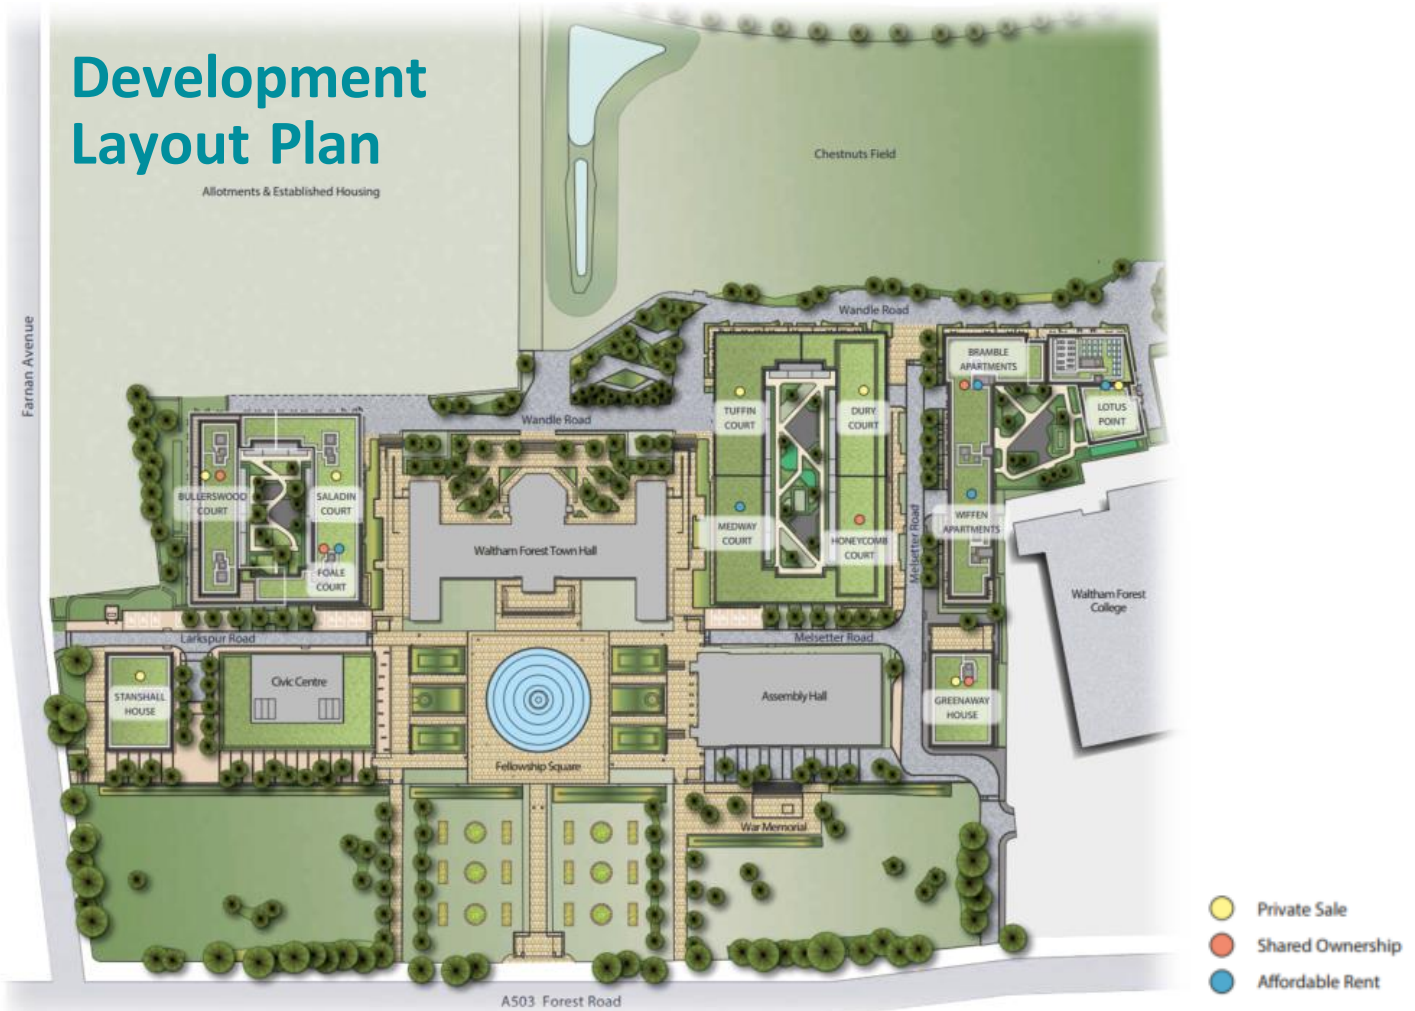 Development
Layout Plan
Allotments & Established Housing
Chestnuts Field
Farnan Avenue
Wandle Road
Wandle Road
BRAMBLE
APARTMENTS
LOTUS
POINT
TUFFIN
COURT
DURY
COURT
BULLERSWOOD
COURT
SALADIN
COURT
MEDWAY
COURT
HONEYCOMB
COURT
WIFFEN
APARTMENTS
Melsetter Road
Waltham Forest Town Hall
FOALE
COURT
Waltham Forest
College
Larkspur Road
Melsetter Road
STANSHALL
HOUSE
Civic Centre
Assembly Hall
GREENAWAY
HOUSE
Fellowship Square
War Memorial
Private Sale
Shared Ownership
Affordable Rent
A503 Forest Road